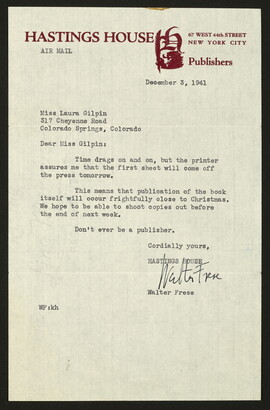 HASTINGS HOUSE
67 WEST 44th STREET
NEW YORK CITY
Publishers
AIR MAIL
December 3, 1941
Miss Laura Gilpin
317 Cheyenne Road
Colorado Springs, Colorado
Dear Miss Gilpin:
Time drags on and on, but the printer
assures me that the first sheet will come off
the press tomorrow.
This means that publication of the book
itself will occur frightfully close to Christmas.
We hope to be able to shoot copies out before
the end of next week.
Don't ever be a publisher.
Cordially yours,
HASTINGS HOUSE
Walter Frese
Walter Frese
WF:kh